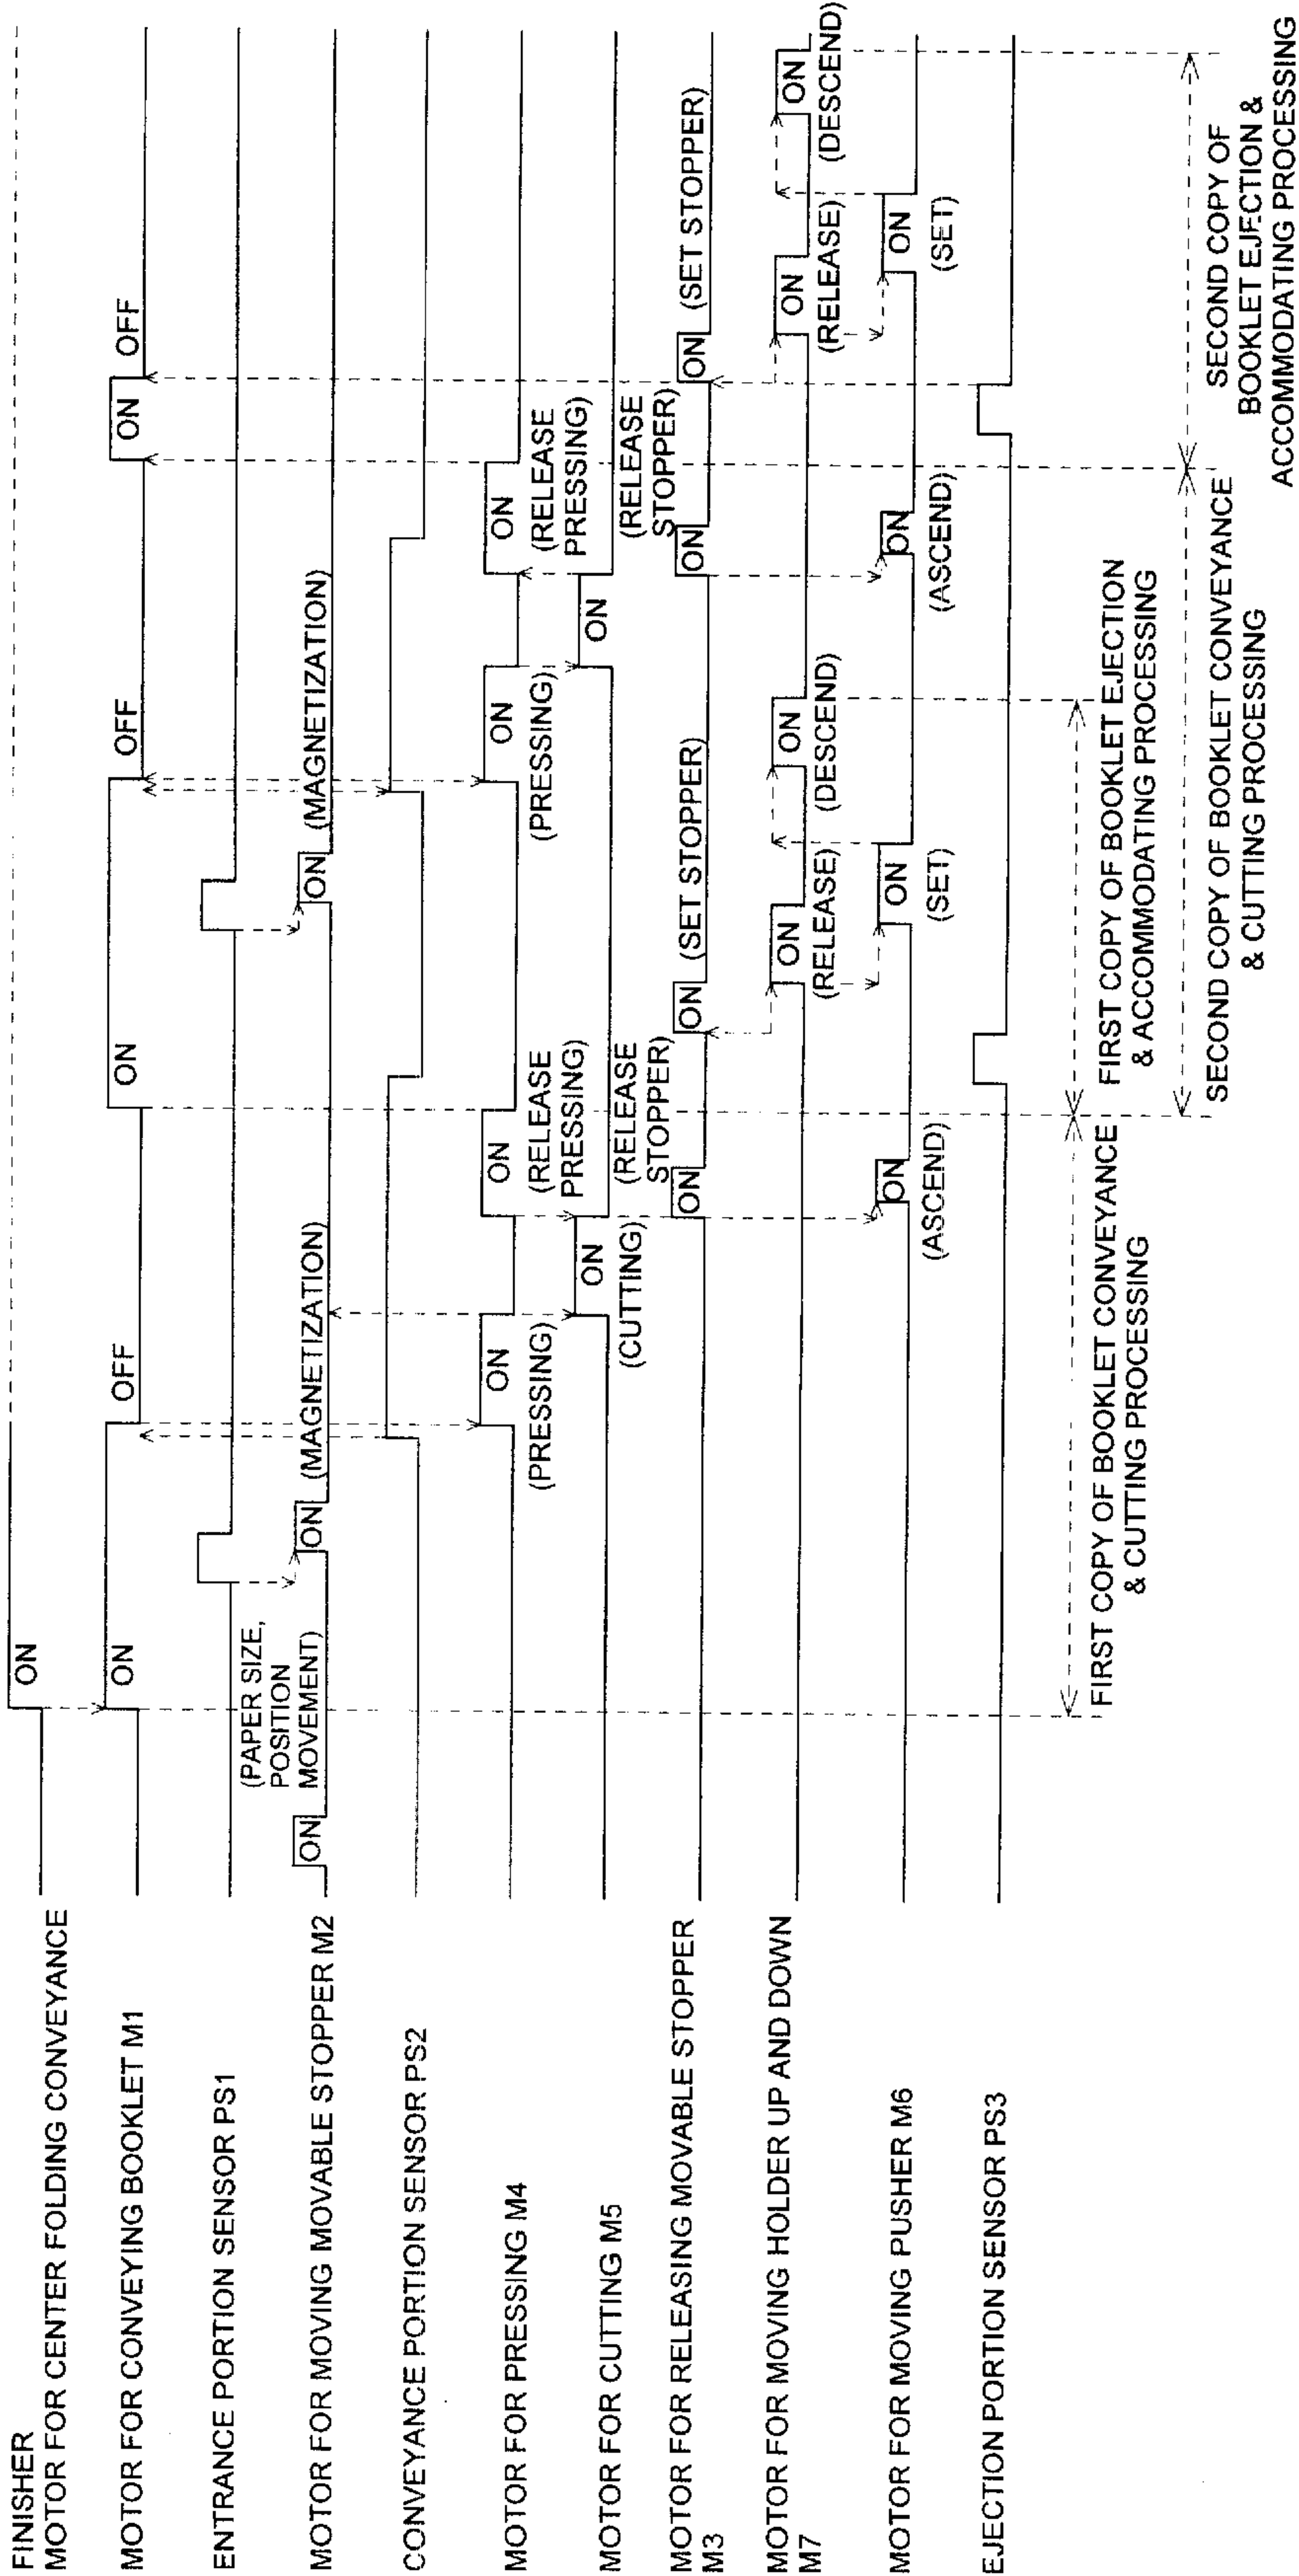 FINISHER
MOTOR FOR CENTER FOLDING CONVEYANCE
ON
MOTOR FOR CONVEYING BOOKLET M1
ON
OFF
ON
OFF
ON
OFF
ENTRANCE PORTION SENSOR PS1
MOTOR FOR MOVING MOVABLE STOPPER M2
ON
(PAPER SIZE,
POSITION
MOVEMENT)
ON
(MAGNETIZATION)
(MAGNETIZATION)
ON
(MAGNETIZATION)
CONVEYANCE PORTION SENSOR PS2
MOTOR FOR PRESSING M4
ON
(PRESSING)
ON
(RELEASE
PRESSING)
ON
(PRESSING)
ON
(RELEASE
PRESSING)
MOTOR FOR CUTTING M5
ON
(CUTTING)
ON
MOTOR FOR RELEASING MOVABLE STOPPER
M3
(RELEASE
STOPPER)
ON
ON
(SET STOPPER)
(RELEASE
STOPPER)
ON
ON
(SET STOPPER)
MOTOR FOR MOVING HOLDER UP AND DOWN
M7
ON
(RELEASE)
ON
(DESCEND)
ON
(RELEASE)
ON
(DESCEND)
MOTOR FOR MOVING PUSHER M6
ON
(ASCEND)
ON
(SET)
ON
(ASCEND)
ON
(SET)
EJECTION PORTION SENSOR PS3
FIRST COPY OF BOOKLET CONVEYANCE
& CUTTING PROCESSING
FIRST COPY OF BOOKLET EJECTION
& ACCOMMODATING PROCESSING
SECOND COPY OF BOOKLET CONVEYANCE
& CUTTING PROCESSING
SECOND COPY OF
BOOKLET EJECTION &
ACCOMMODATING PROCESSING